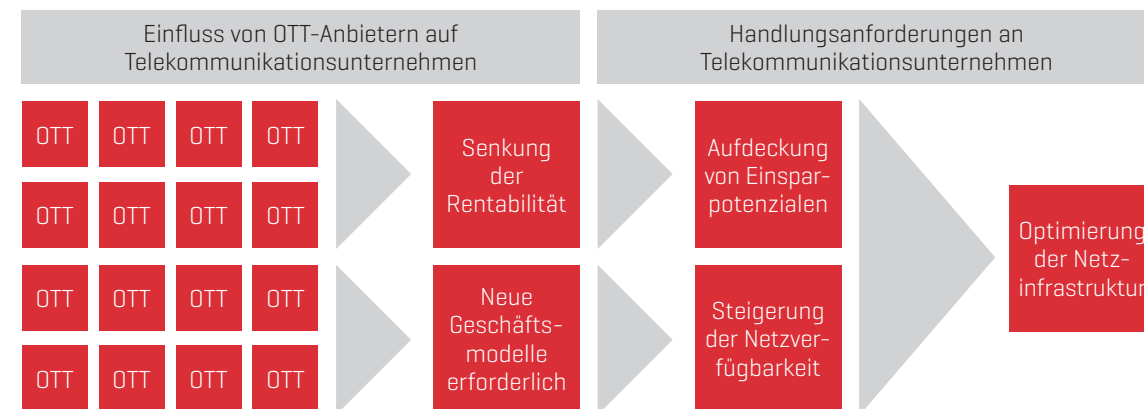 Einfluss von OTT-Anbietern auf
Telekommunikationsunternehmen
Handlungsanforderungen an
Telekommunikationsunternehmen
OTT OTT OTT OTT
OTT OTT OTT OTT
Senkung
der
Rentabilität
Aufdeckung
von Einspar-
potenzialen
Optimierung
der Netz-
infrastruktur
OTT OTT OTT OTT
OTT OTT OTT OTT
Neue
Geschäfts-
modelle
erforderlich
Steigerung
der Netzver-
fügbarkeit